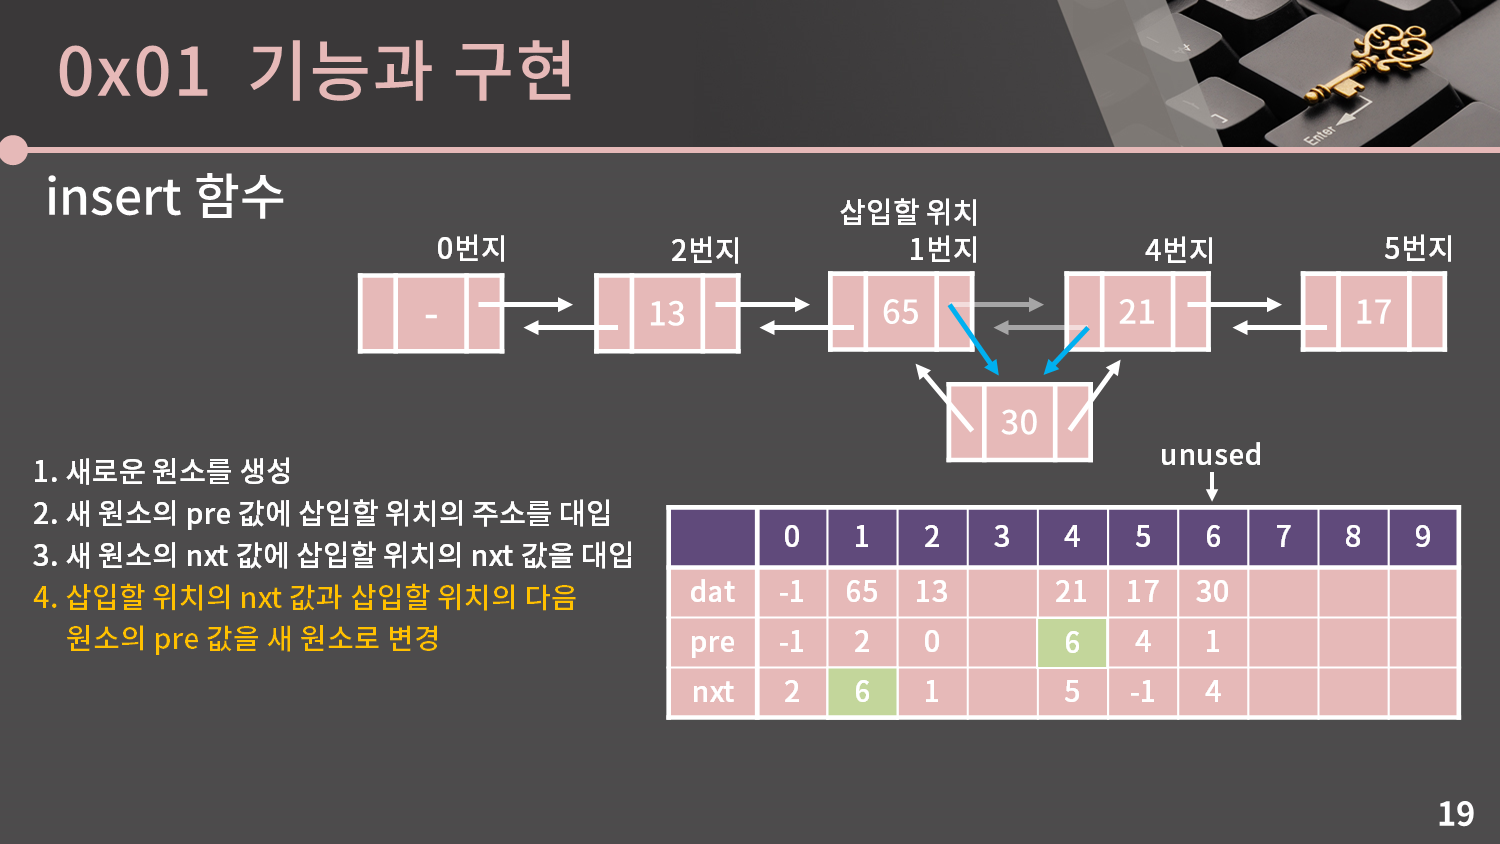 0x01 기능과 구현
Enter
insert 함수
삽입할 위치
0번지 2번지 1번지 4번지 5번지
- 13 65 21 17
30
unused
1. 새로운 원소를 생성
2. 새 원소의 pre 값에 삽입할 위치의 주소를 대입
3. 새 원소의 nxt 값에 삽입할 위치의 nxt 값을 대입
4. 삽입할 위치의 nxt 값과 삽입할 위치의 다음
원소의 pre 값을 새 원소로 변경
0 1 2 3 4 5 6 7 8 9
dat -1 65 13 21 17 30
pre -1 2 0 6 4 1
nxt 2 6 1 5 -1 4
19